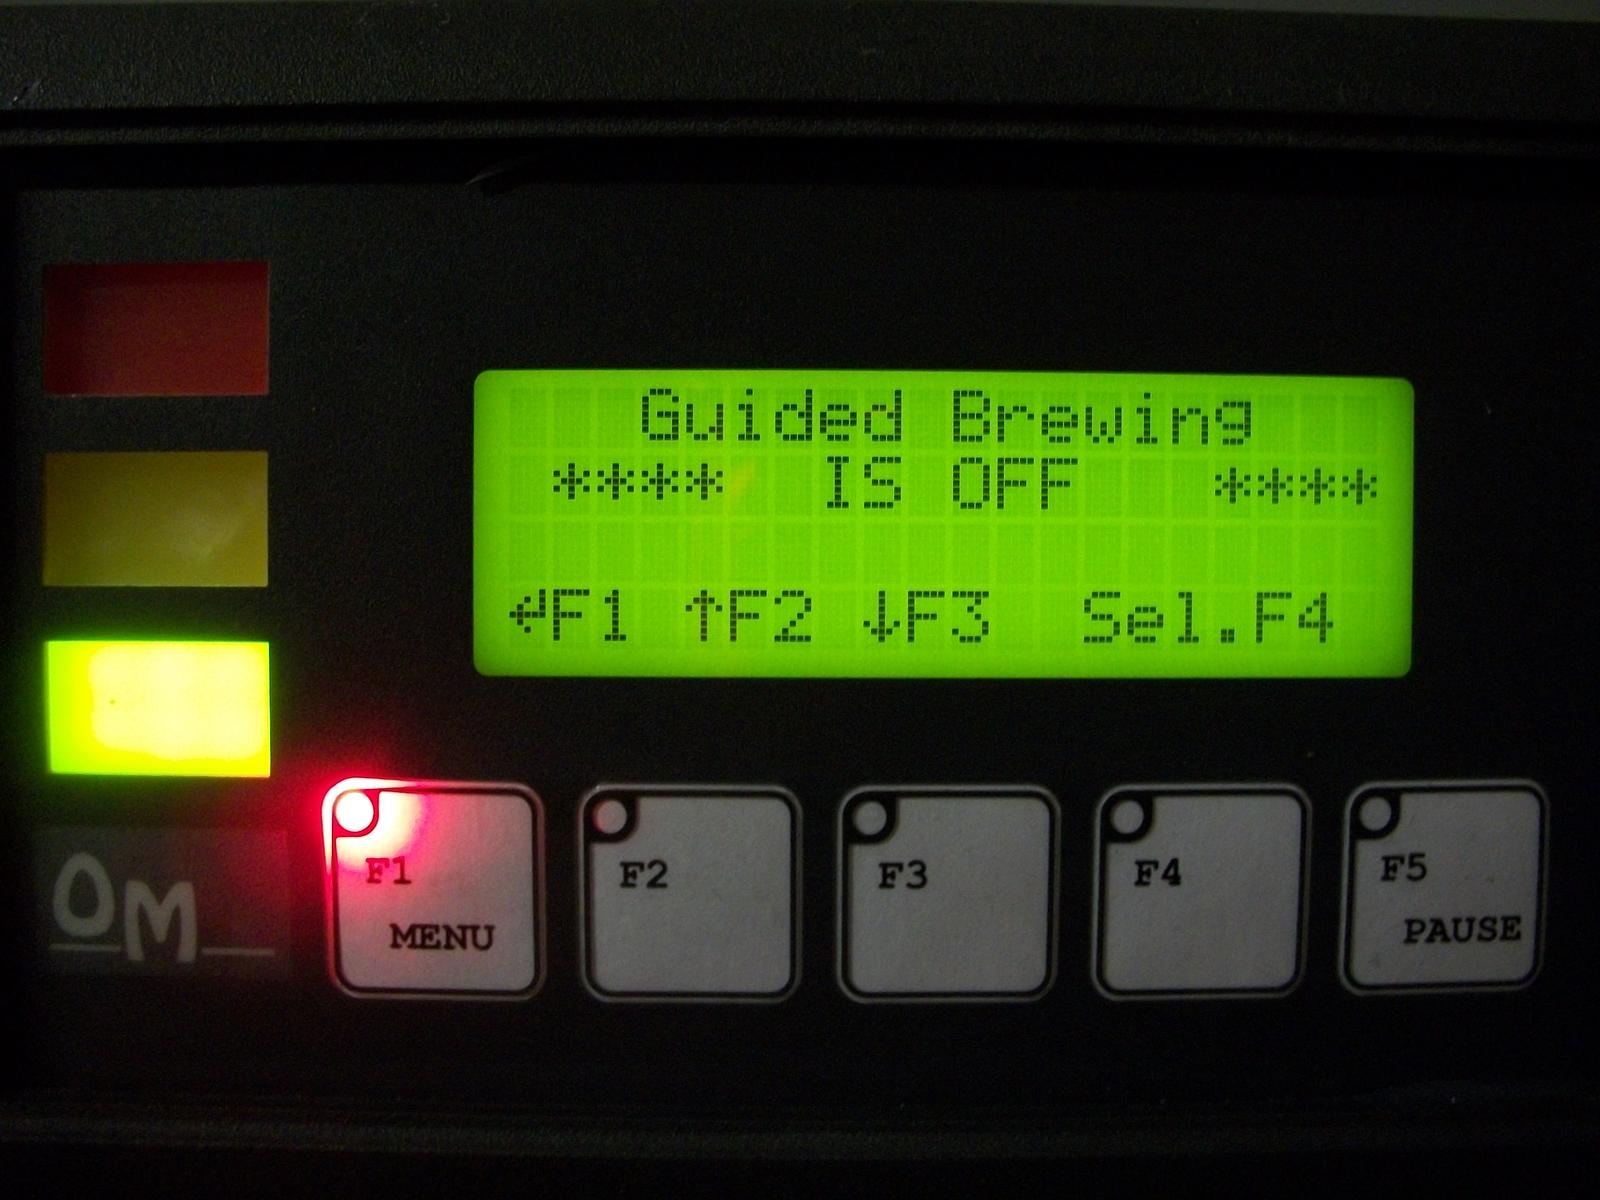 Guided Brewing
**** IS OFF ****
↲F1 ↑F2 ↓F3 Sel.F4
OM
F1
MENU
F2
F3
F4
F5
PAUSE